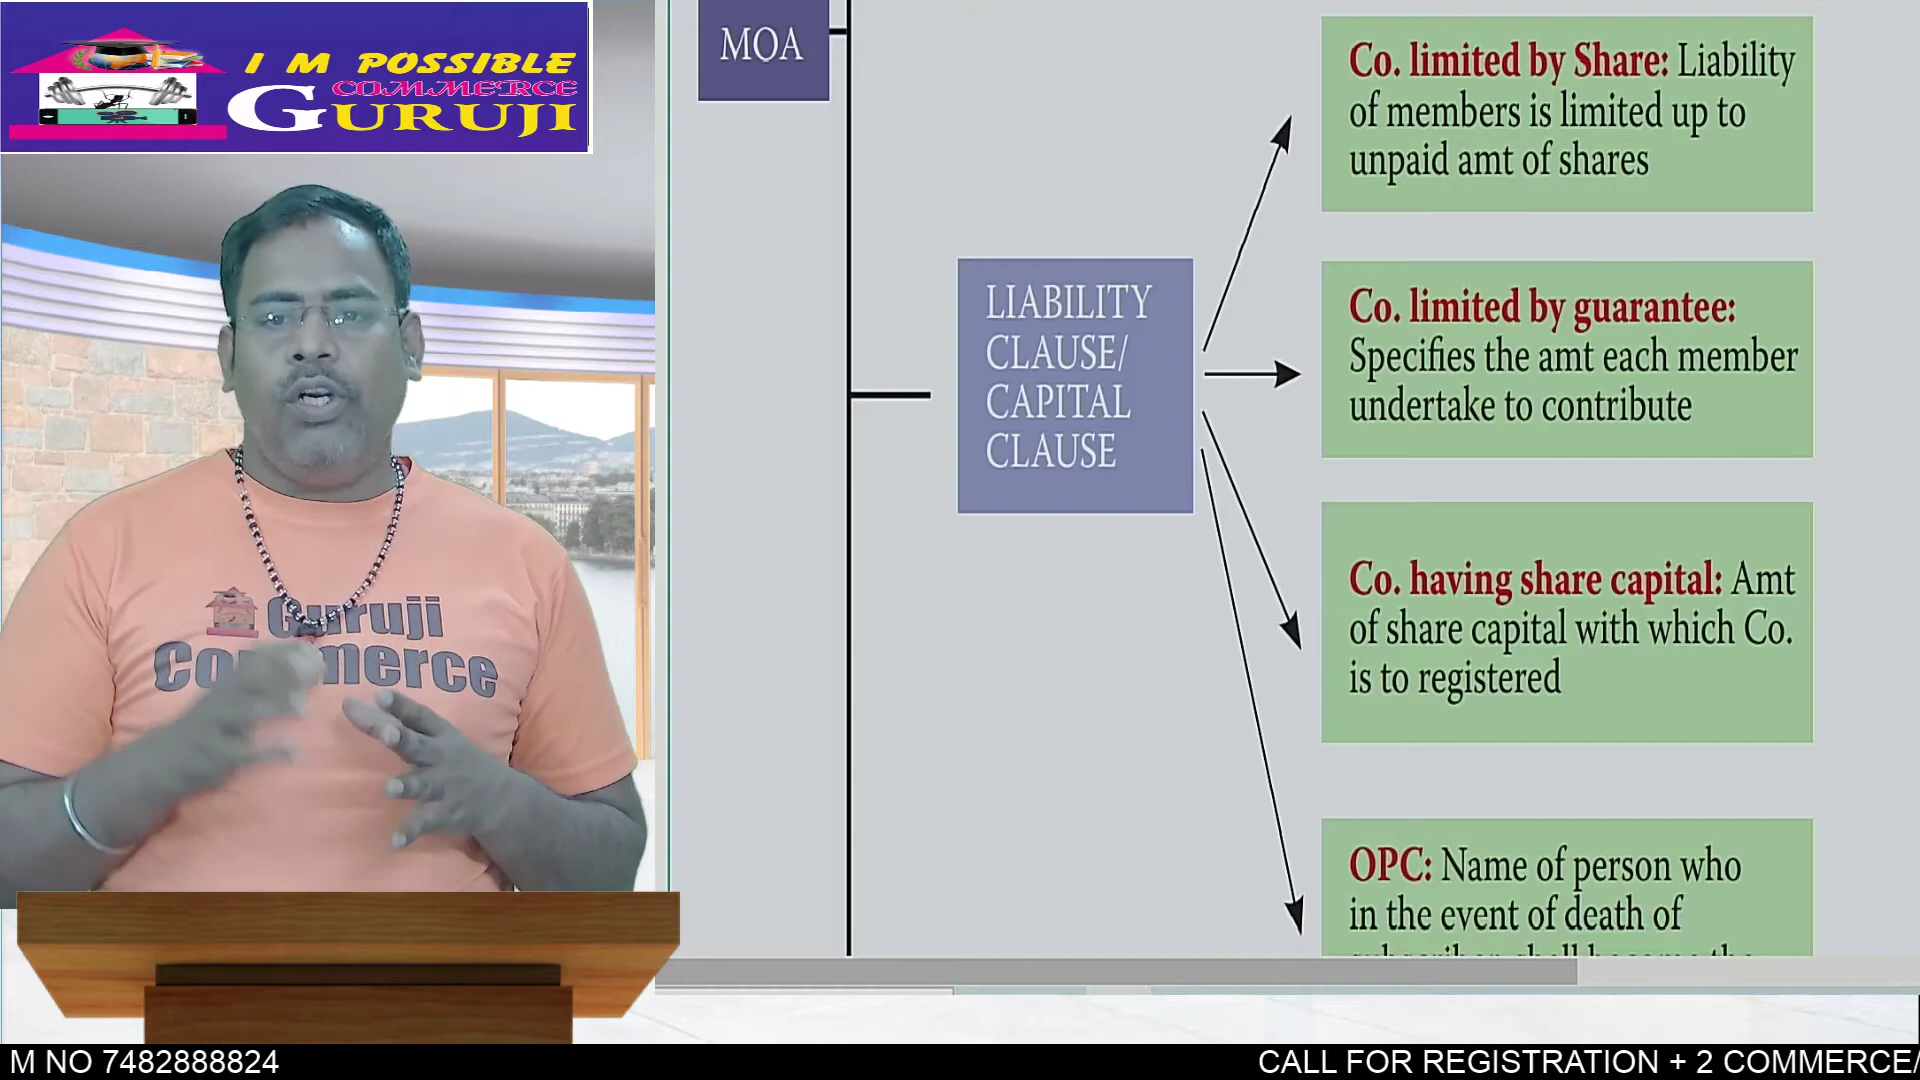 I M POSSIBLE
COMMERCE
GURUJI
Guruji
MOA
LIABILITY
CLAUSE/
CAPITAL
CLAUSE
Co. limited by Share: Liability
of members is limited up to
unpaid amt of shares
Co. limited by guarantee:
Specifies the amt each member
undertake to contribute
Co. having share capital: Amt
of share capital with which Co.
is to registered
OPC: Name of person who
in the event of death of
M NO 7482888824
CALL FOR REGISTRATION + 2 COMMERCE/